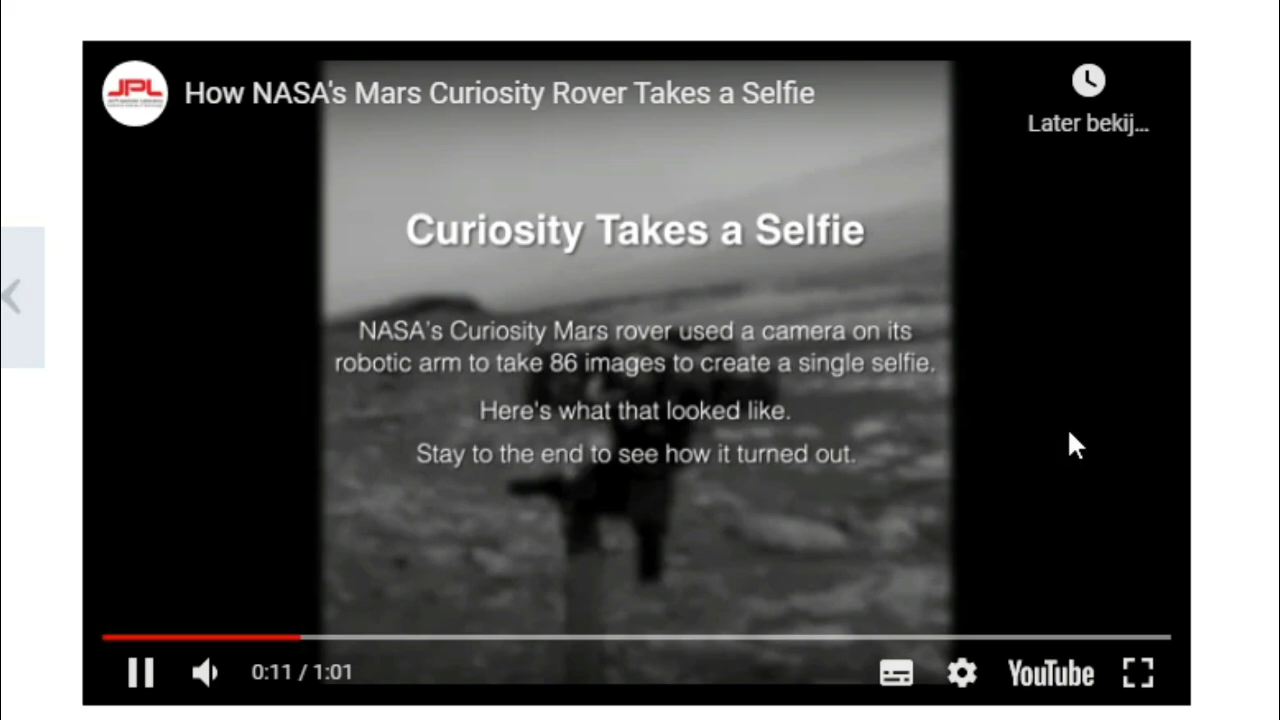 JPL
How NASA's Mars Curiosity Rover Takes a Selfie
Later bekij...
Curiosity Takes a Selfie
NASA's Curiosity Mars rover used a camera on its
robotic arm to take 86 images to create a single selfie.
Here's what that looked like.
Stay to the end to see how it turned out.
0:11 / 1:01
YouTube